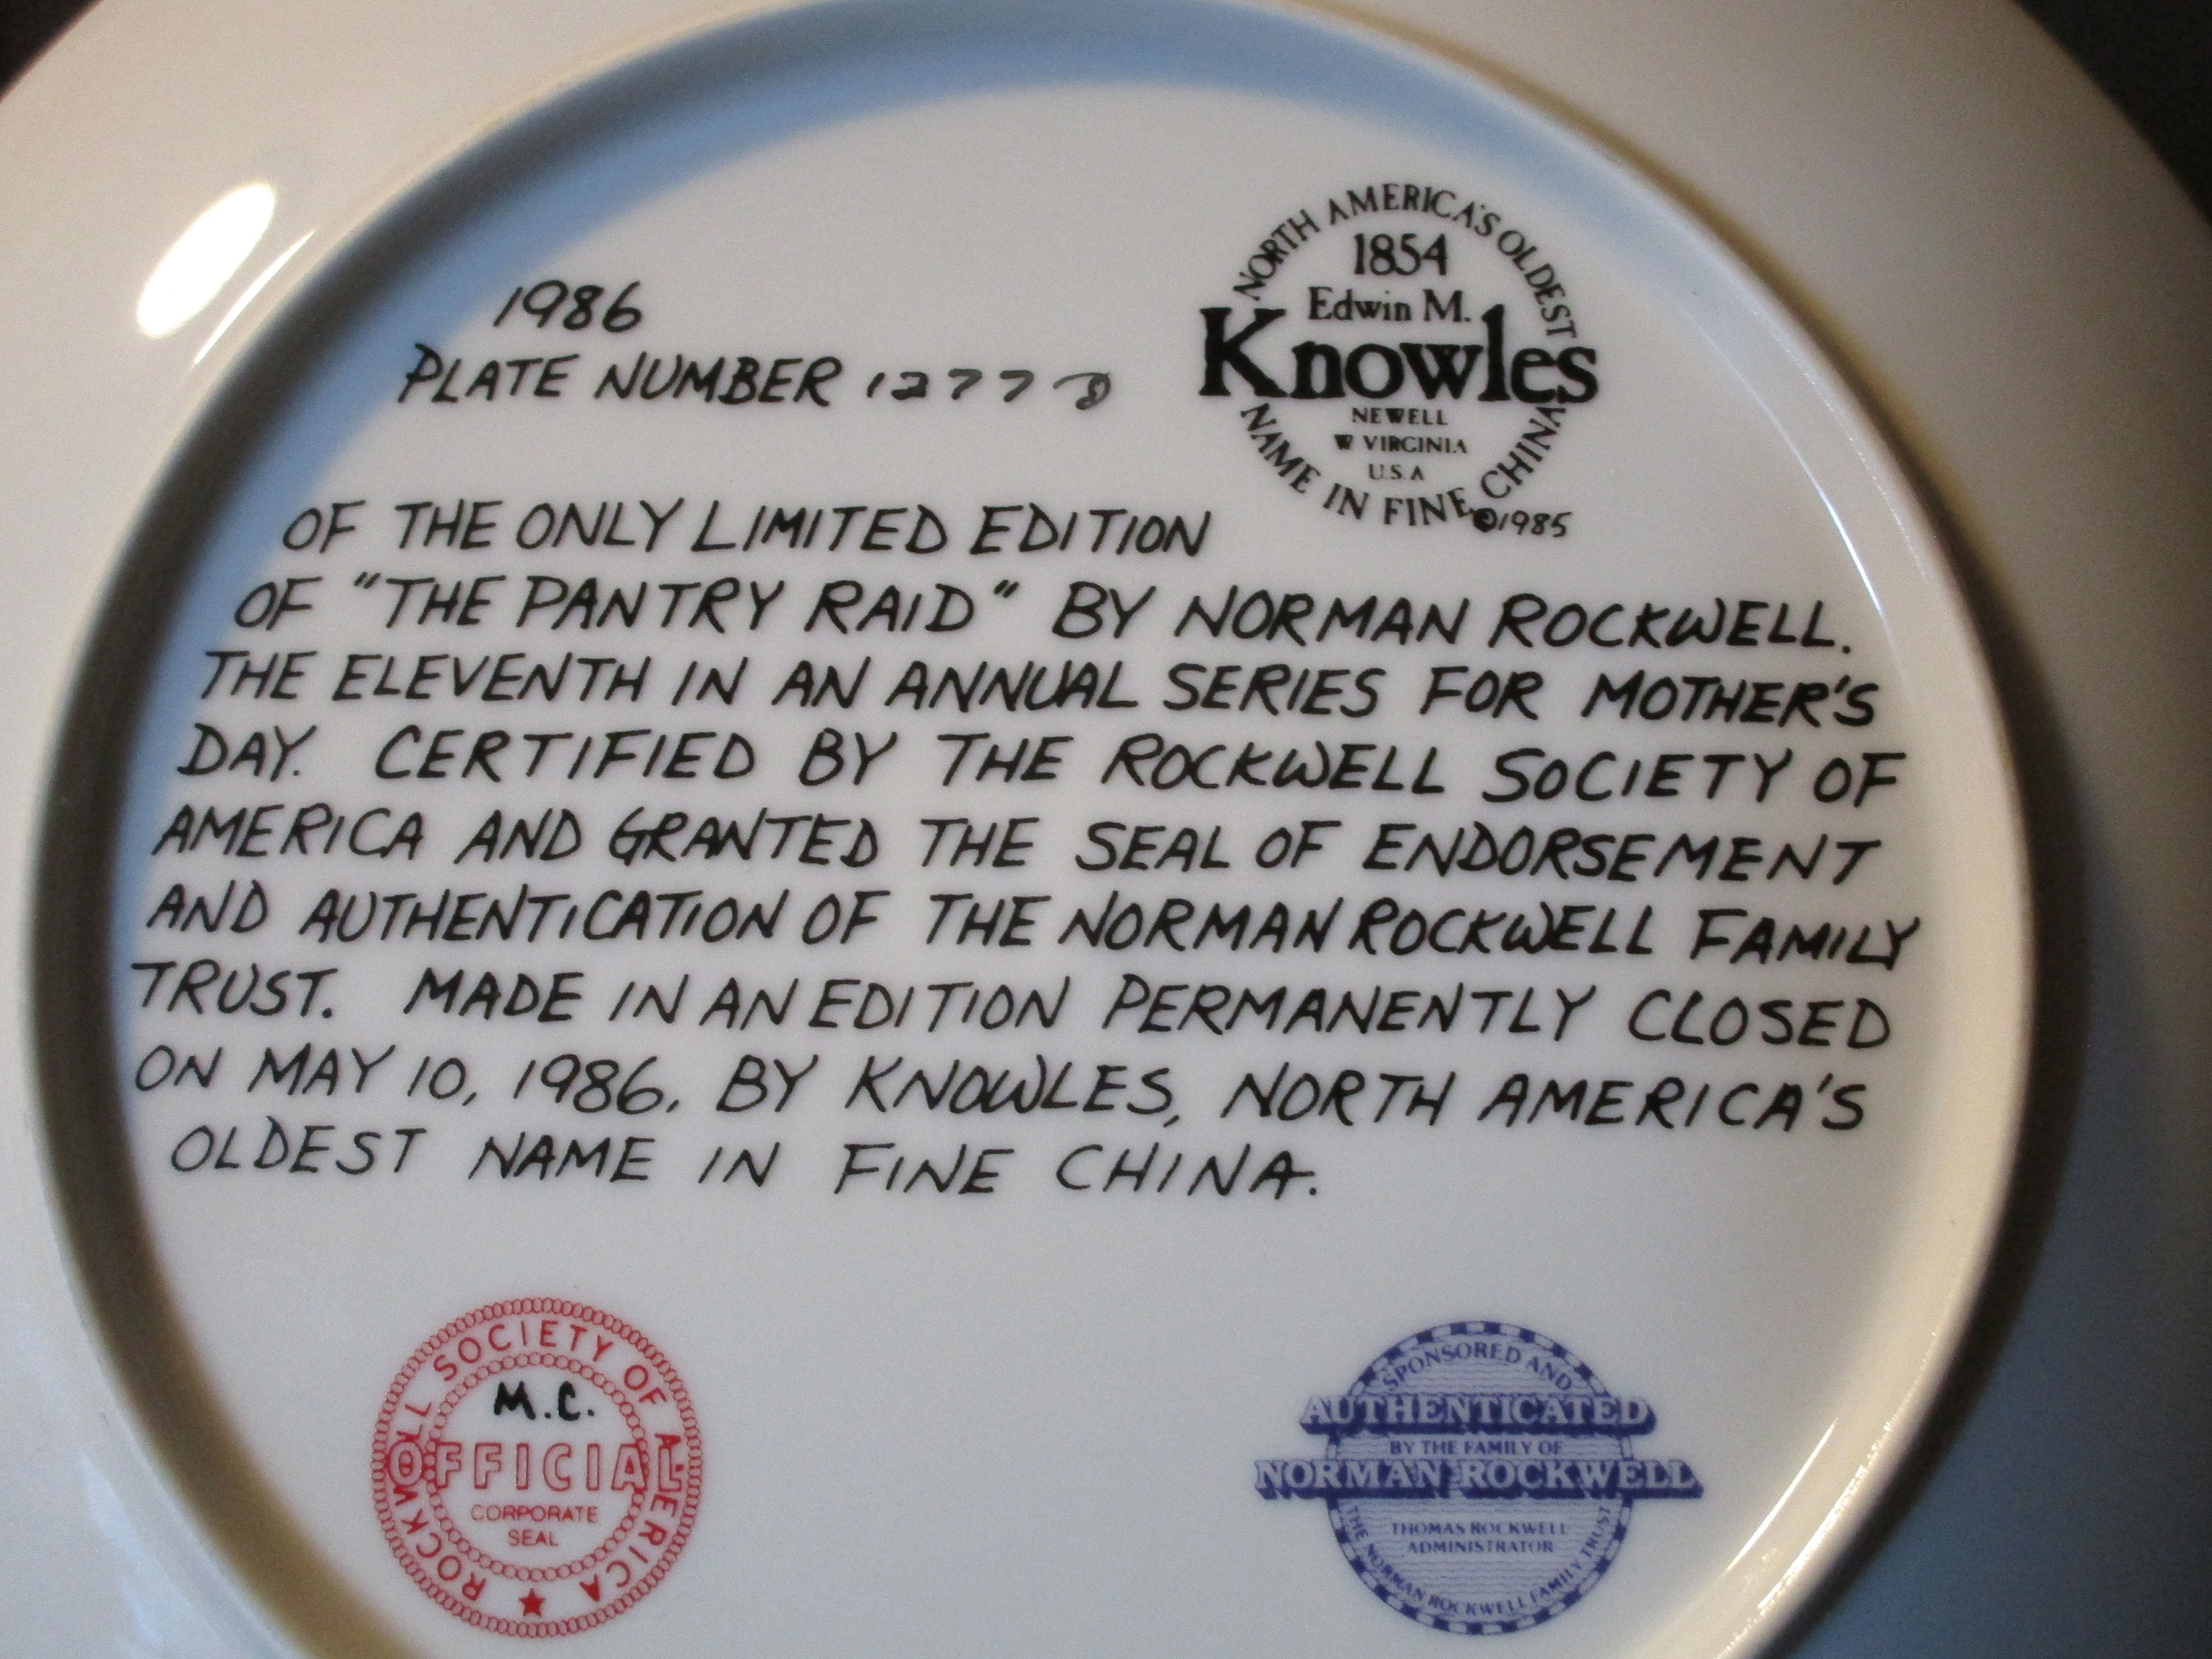 1986
PLATE NUMBER 1277
OF THE ONLY LIMITED EDITION
OF "THE PANTRY RAID" BY NORMAN ROCKWELL.
THE ELEVENTH IN AN ANNUAL SERIES FOR MOTHER'S
DAY. CERTIFIED BY THE ROCKWELL SOCIETY OF
AMERICA AND GRANTED THE SEAL OF ENDORSEMENT
AND AUTHENTICATION OF THE NORMAN ROCKWELL FAMILY
TRUST. MADE IN AN EDITION PERMANENTLY CLOSED
ON MAY 10, 1986, BY KNOWLES, NORTH AMERICA'S
OLDEST NAME IN FINE CHINA.
NORTH AMERICA'S OLDEST
1854
Edwin M.
Knowles
NEWELL
W VIRGINIA
U.S.A
NAME IN FINE CHINA
©1985
ROCKWELL SOCIETY OF AMERICA
M.C.
OFFICIAL
CORPORATE
SEAL
SPONSORED AND
AUTHENTICATED
BY THE FAMILY OF
NORMAN ROCKWELL
THOMAS ROCKWELL
ADMINISTRATOR
THE NORMAN ROCKWELL FAMILY TRUST